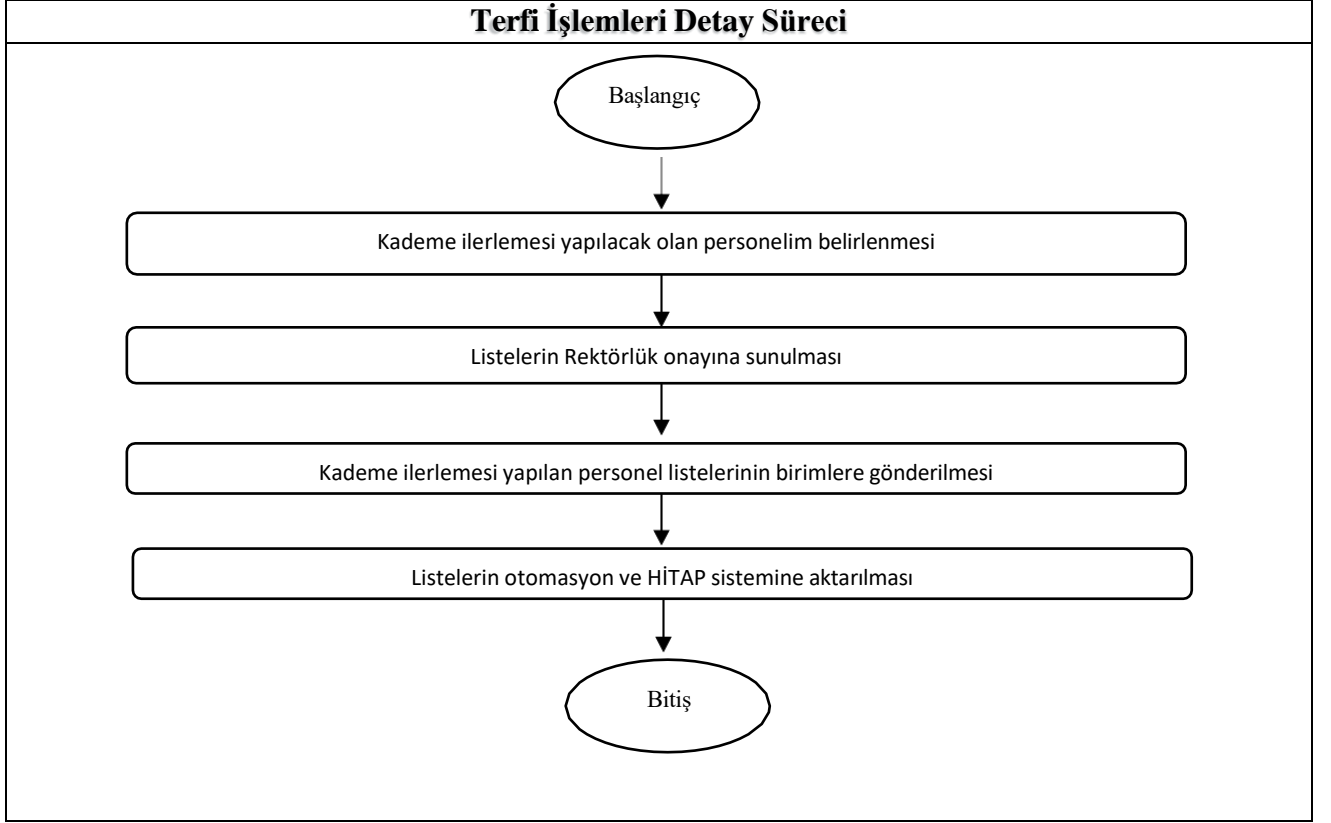 Terfi İşlemleri Detay Süreci
Başlangıç
Kademe ilerlemesi yapılacak olan personelim belirlenmesi
Listelerin Rektörlük onayına sunulması
Kademe ilerlemesi yapılan personel listelerinin birimlere gönderilmesi
Listelerin otomasyon ve HİTAP sistemine aktarılması
Bitiş